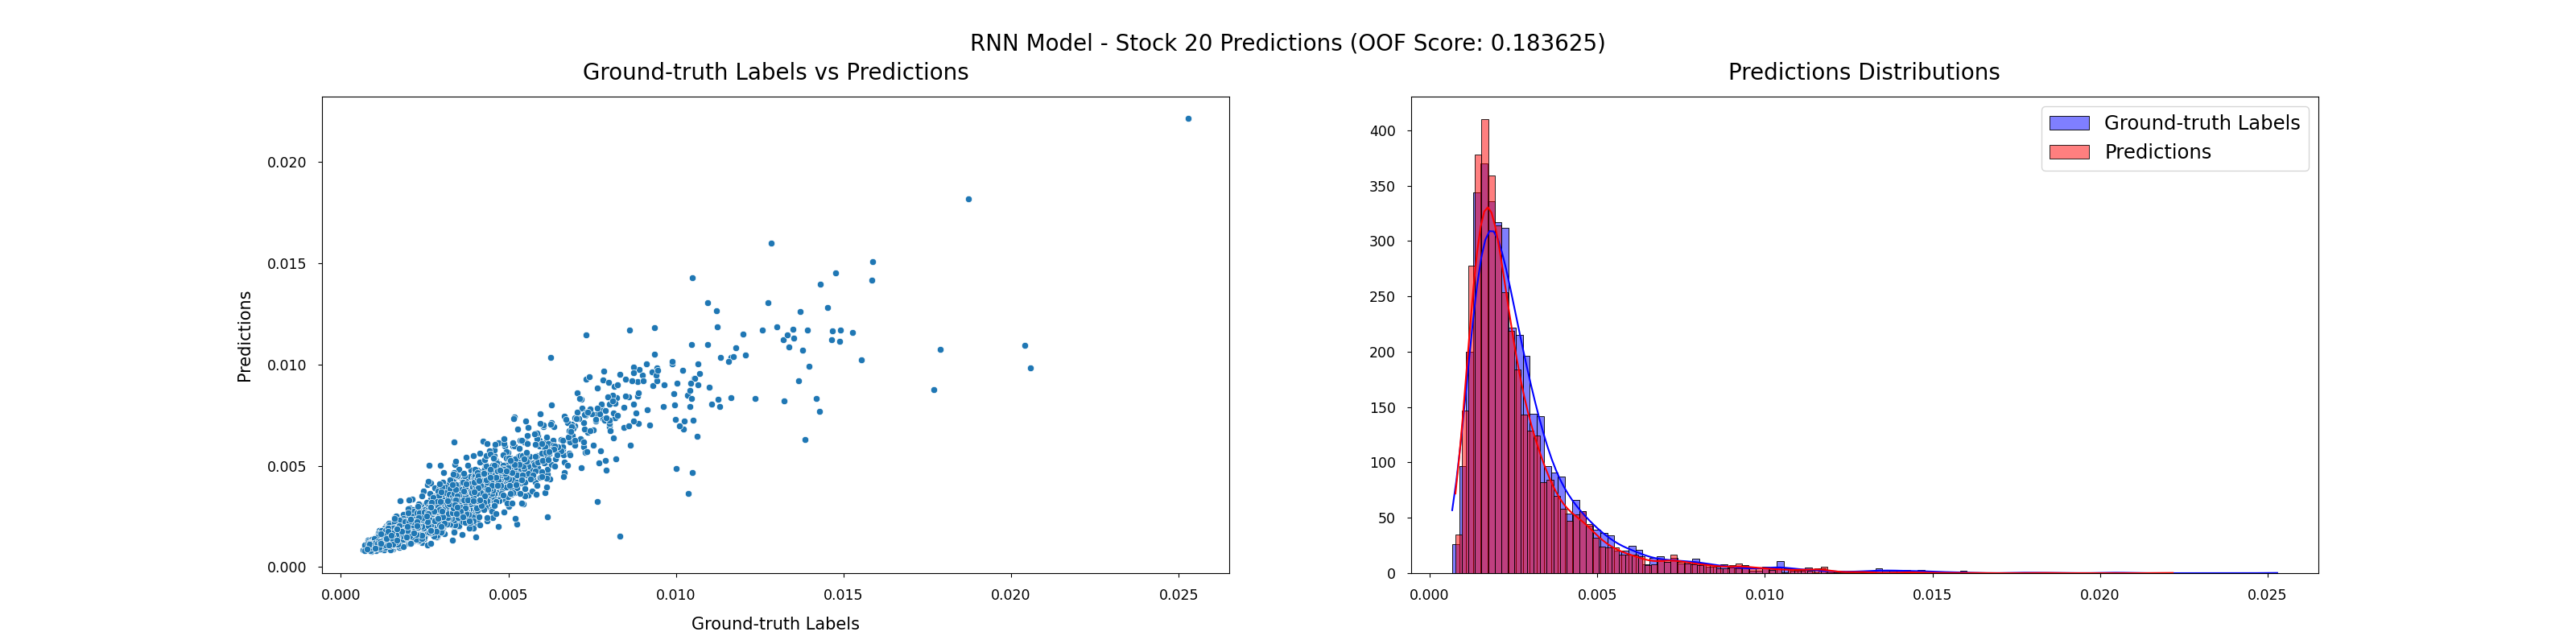 RNN Model - Stock 20 Predictions (OOF Score: 0.183625)
Ground-truth Labels vs Predictions
Predictions
0.020
0.015
0.010
0.005
0.000
0.000 0.005 0.010 0.015 0.020 0.025
Ground-truth Labels
Predictions Distributions
Ground-truth Labels
Predictions
400
350
300
250
200
150
100
50
0
0.000 0.005 0.010 0.015 0.020 0.025